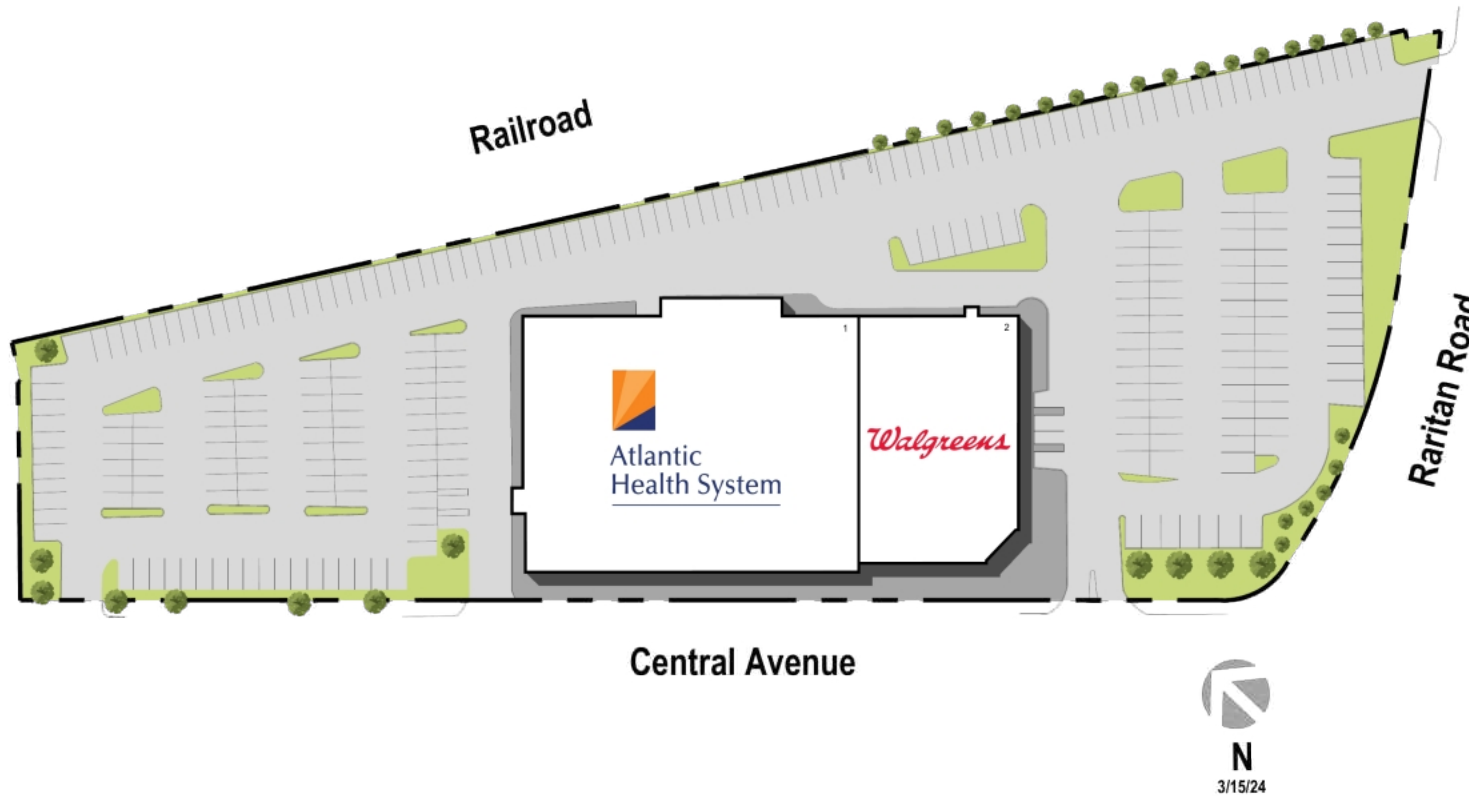 Railroad
1
2
Walgreens
Atlantic
Health System
Raritan Road
Central Avenue
N
3/15/24